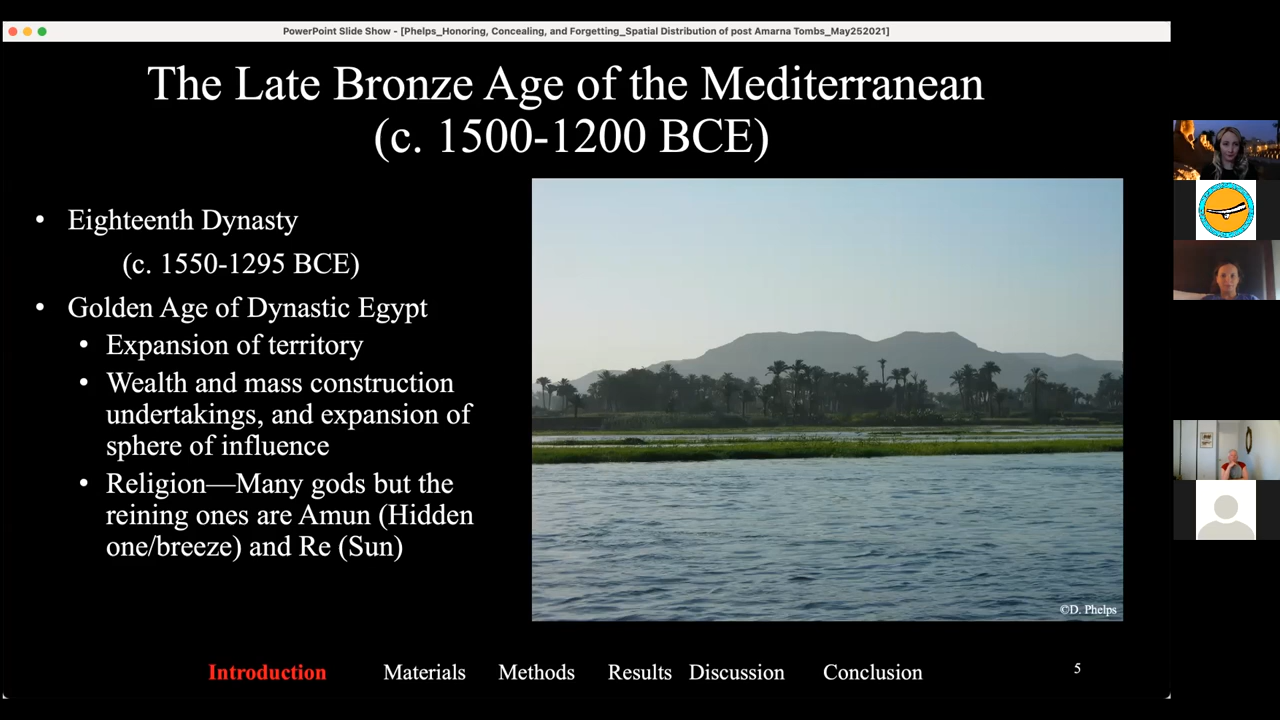 PowerPoint Slide Show - [Phelps_Honoring, Concealing, and Forgetting_Spatial Distribution of post Amarna Tombs_May252021]
The Late Bronze Age of the Mediterranean
(c. 1500-1200 BCE)
• Eighteenth Dynasty
(c. 1550-1295 BCE)
• Golden Age of Dynastic Egypt
• Expansion of territory
• Wealth and mass construction
undertakings, and expansion of
sphere of influence
• Religion—Many gods but the
reining ones are Amun (Hidden
one/breeze) and Re (Sun)
©D. Phelps
Introduction Materials Methods Results Discussion Conclusion 5